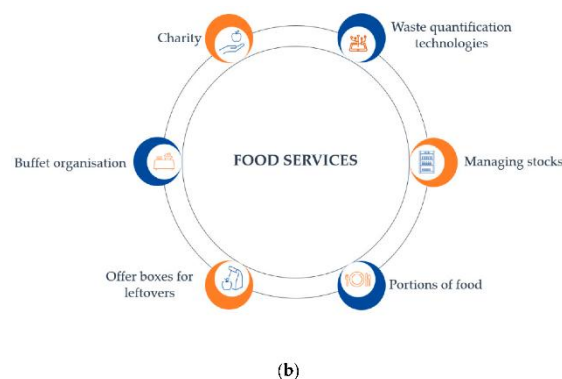 Charity
Waste quantification
technologies
Buffet organisation
FOOD SERVICES
Managing stocks
Offer boxes for
leftovers
Portions of food
(b)